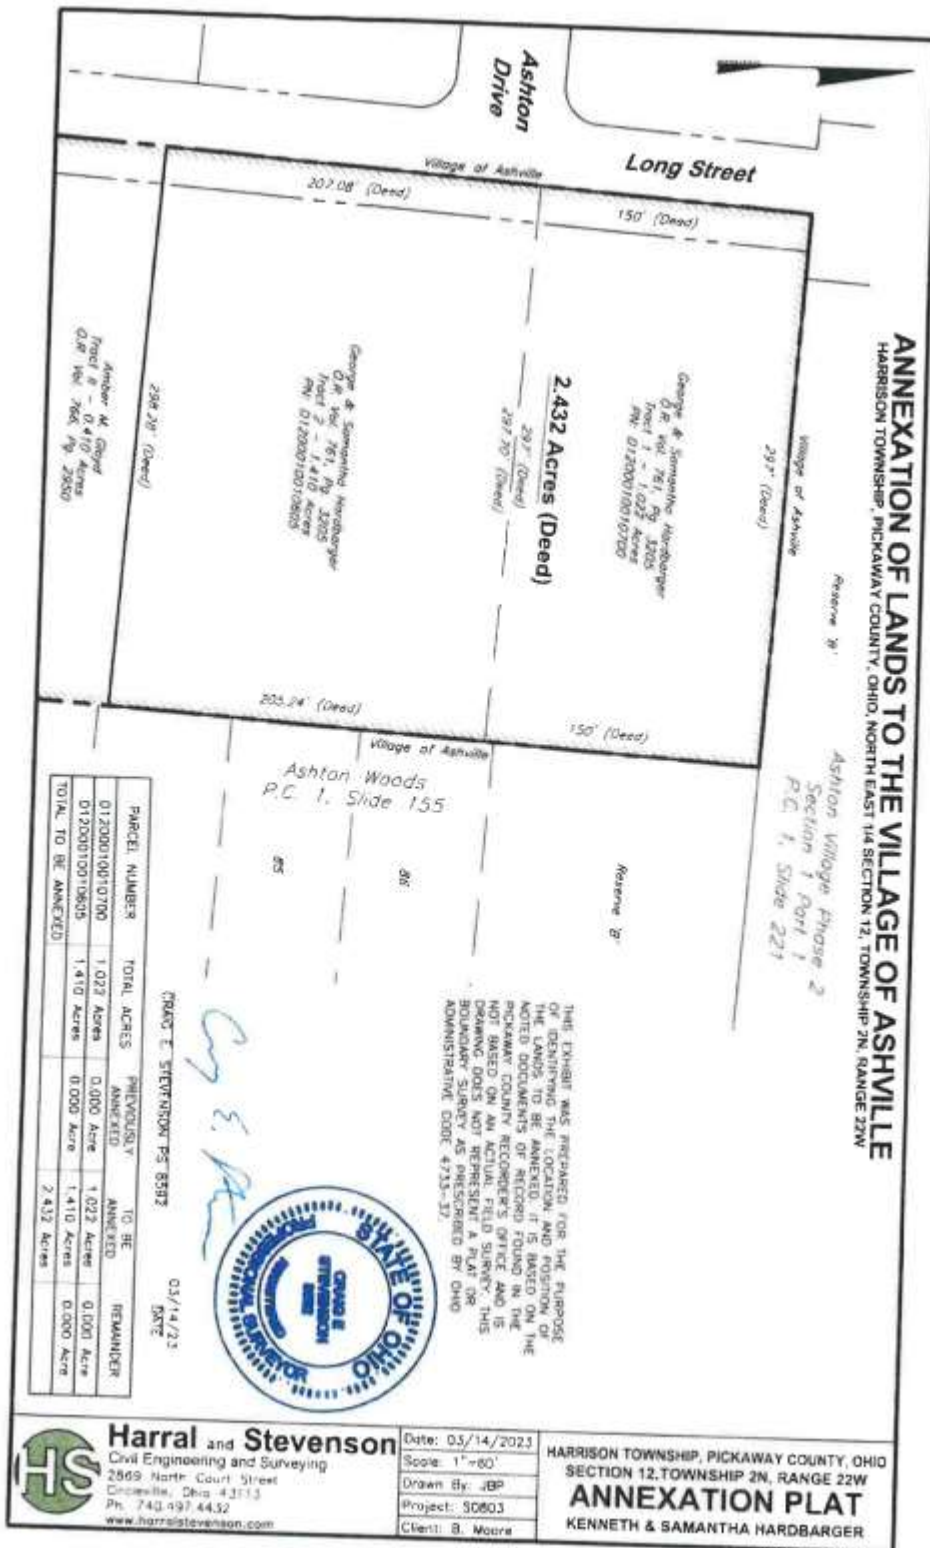 ANNEXATION OF LANDS TO THE VILLAGE OF ASHVILLE
HARRISON TOWNSHIP, PICKAWAY COUNTY, OHIO, NORTH EAST 1/4 SECTION 12, TOWNSHIP 2N, RANGE 22W
Ashton
Drive
Long Street
Village of Ashville
207.08' (Deed)
150' (Deed)
Village of Ashville
297' (Deed)
Reserve
Ashton Village Phase 2
Section 1 Part 1
P.C. 1, Slide 221
George & Samantha Hardbarger
O.R. Vol. 761, Pg. 3205
Tract 1 - 1.022 Acres
PN: 01200010010700
2.432 Acres (Deed)
297' (Deed)
297.70' (Deed)
George & Samantha Hardbarger
O.R. Vol. 761, Pg. 3205
Tract 2 - 1.410 Acres
PN: 01200010010605
298.28' (Deed)
Amber M. Gloyd
Tract - 0.410 Acres
O.R. Vol. 766, Pg. 2950
205.24' (Deed)
150' (Deed)
Village of Ashville
Ashton Woods
P.C. 1, Slide 155
85
86
Reserve 'B'
THIS EXHIBIT WAS PREPARED FOR THE PURPOSE
OF IDENTIFYING THE LOCATION AND POSITION OF
THE LANDS TO BE ANNEXED. IT IS BASED ON THE
NOTED DOCUMENTS OF RECORD FOUND IN THE
PICKAWAY COUNTY RECORDER'S OFFICE AND IS
NOT BASED ON AN ACTUAL FIELD SURVEY. THIS
DRAWING DOES NOT REPRESENT A PLAT OR
BOUNDARY SURVEY AS PRESCRIBED BY OHIO
ADMINISTRATIVE CODE 4733-37.
STATE OF OHIO
CRAIG E
STEVENSON
8592
PROFESSIONAL SURVEYOR
CRAIG E. STEVENSON PS 8592
03/14/23
DATE
PARCEL NUMBER TOTAL ACRES PREVIOUSLY ANNEXED TO BE ANNEXED REMAINDER
01200010010700 1.022 Acres 0.000 Acre 1.022 Acres 0.000 Acre
01200010010605 1.410 Acres 0.000 Acre 1.410 Acres 0.000 Acre
TOTAL TO BE ANNEXED 2.432 Acres
HS
Harral and Stevenson
Civil Engineering and Surveying
2869 North Court Street
Circleville, Ohio 43113
Ph. 740.497.4432
www.harralstevenson.com
Date: 03/14/2023
Scale: 1"=60'
Drawn By: JBP
Project: S0803
Client: B. Moore
HARRISON TOWNSHIP, PICKAWAY COUNTY, OHIO
SECTION 12, TOWNSHIP 2N, RANGE 22W
ANNEXATION PLAT
KENNETH & SAMANTHA HARDBARGER